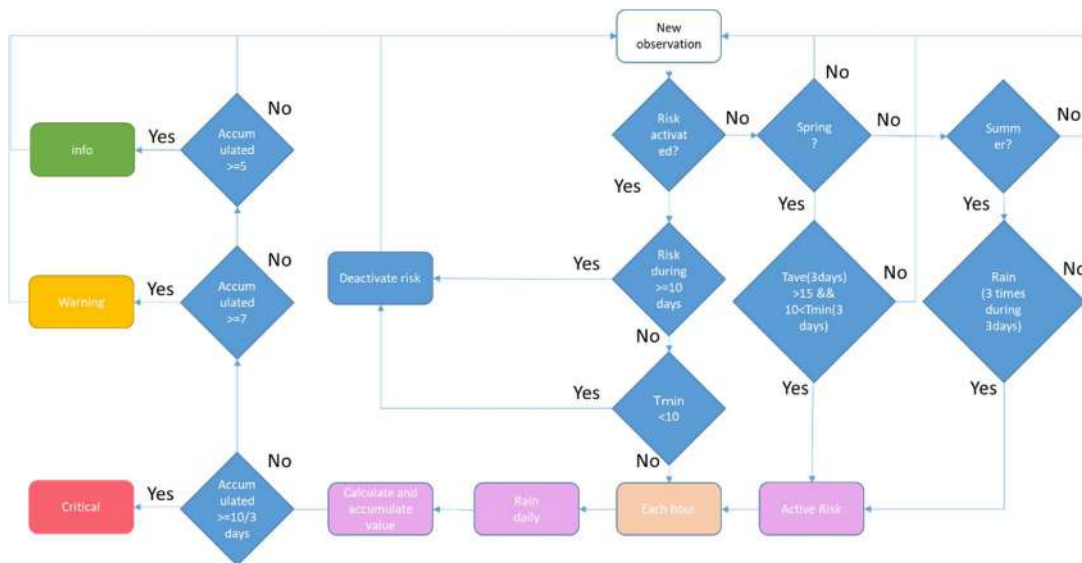 New
observation
No
No
No
No
Accum
ulated
>=5
Yes
info
Risk
activat
ed?
Spring
?
Summ
er?
No
No
Yes
Yes
Yes
No
Deactivate risk
Yes
Risk
during
>=10
days
Tave(3days)
>15 &&
10<Tmin(3
days)
No
Rain
(3 times
during
3days)
No
Warning
Yes
Accum
ulated
>=7
No
Yes
Yes
Yes
Tmin
<10
No
No
Critical
Yes
Accum
ulated
>=10/3
days
Calculate and
accumulate
value
Rain
daily
Each hour
Active Risk